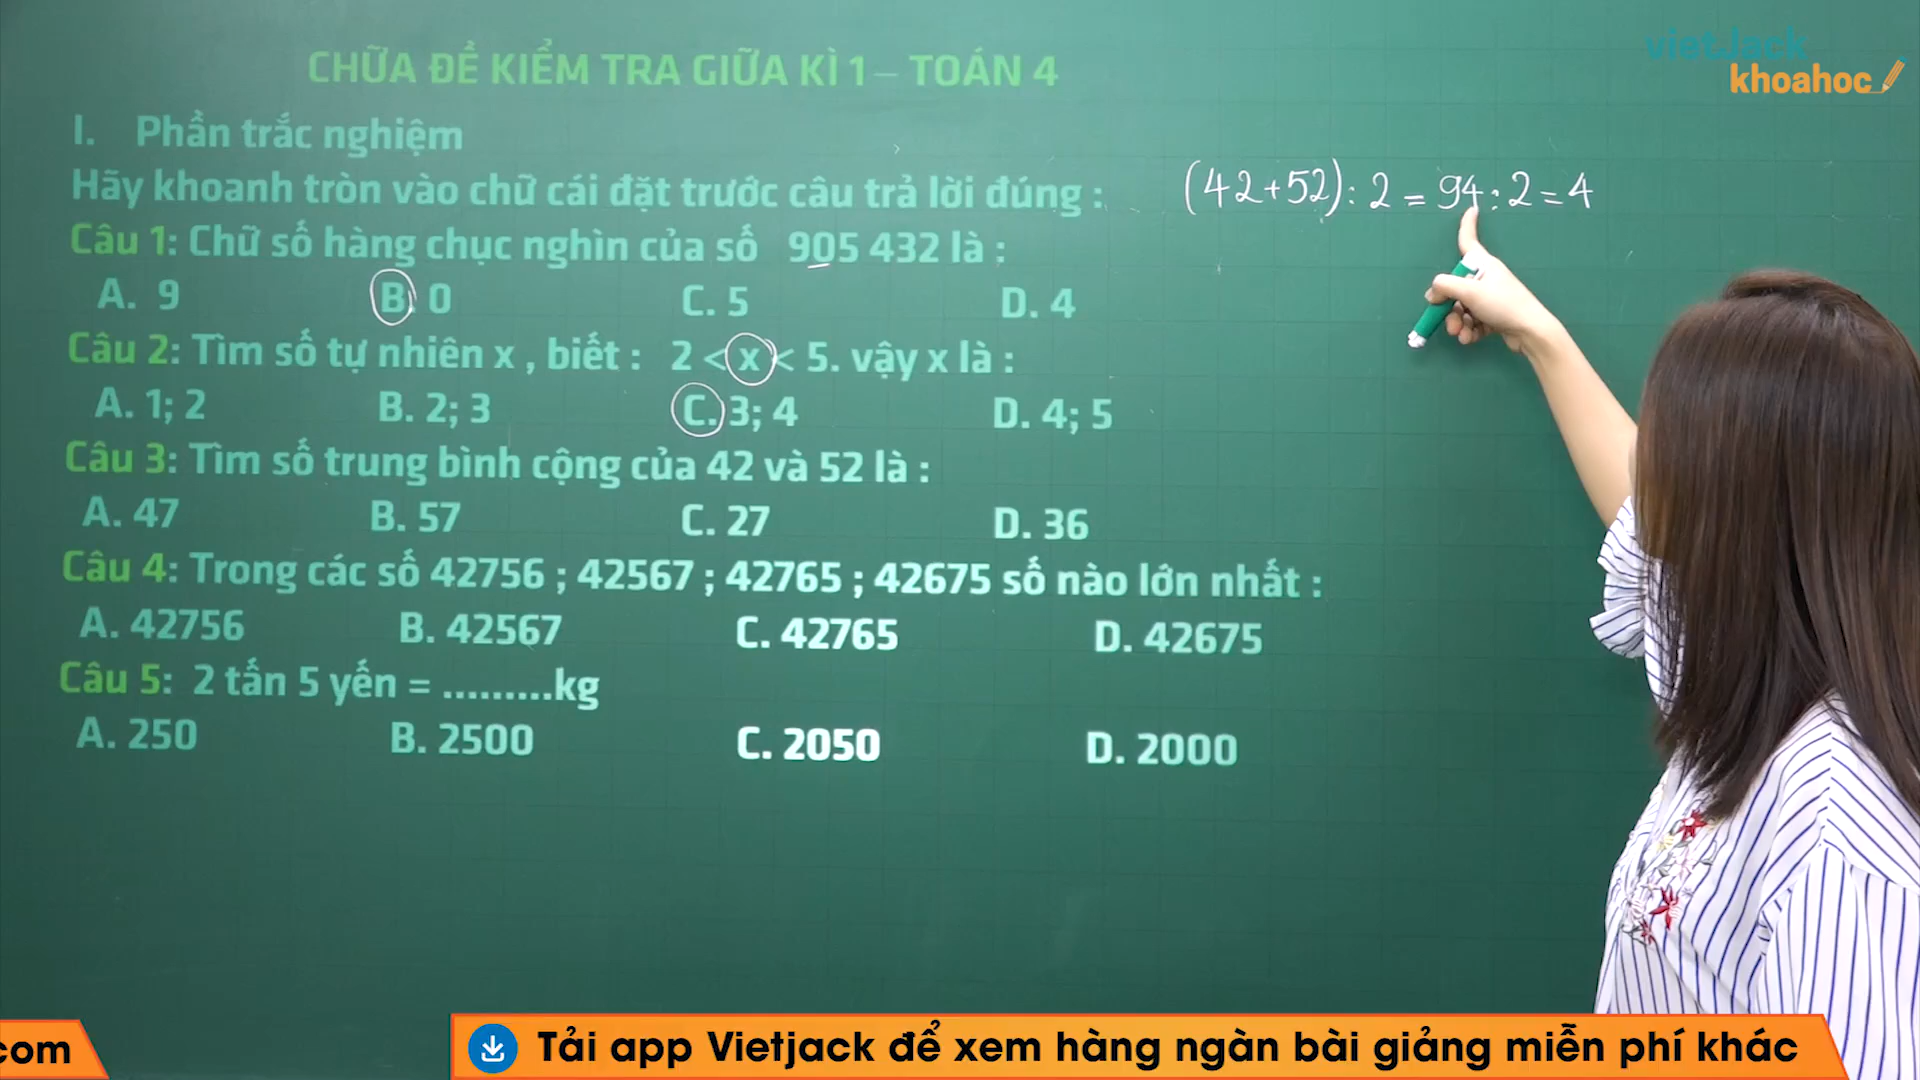 vietJack
khoahoc
CHỮA ĐỀ KIỂM TRA GIỮA KÌ 1 – TOÁN 4
I. Phần trắc nghiệm
Hãy khoanh tròn vào chữ cái đặt trước câu trả lời đúng :
(42+52) : 2 = 94 : 2 = 4
Câu 1: Chữ số hàng chục nghìn của số 905 432 là :
A. 9 B. 0 C. 5 D. 4
Câu 2: Tìm số tự nhiên x , biết : 2 < x < 5. vậy x là :
A. 1; 2 B. 2; 3 C. 3; 4 D. 4; 5
Câu 3: Tìm số trung bình cộng của 42 và 52 là :
A. 47 B. 57 C. 27 D. 36
Câu 4: Trong các số 42756 ; 42567 ; 42765 ; 42675 số nào lớn nhất :
A. 42756 B. 42567 C. 42765 D. 42675
Câu 5: 2 tấn 5 yến = .........kg
A. 250 B. 2500 C. 2050 D. 2000
com
Tải app Vietjack để xem hàng ngàn bài giảng miễn phí khác